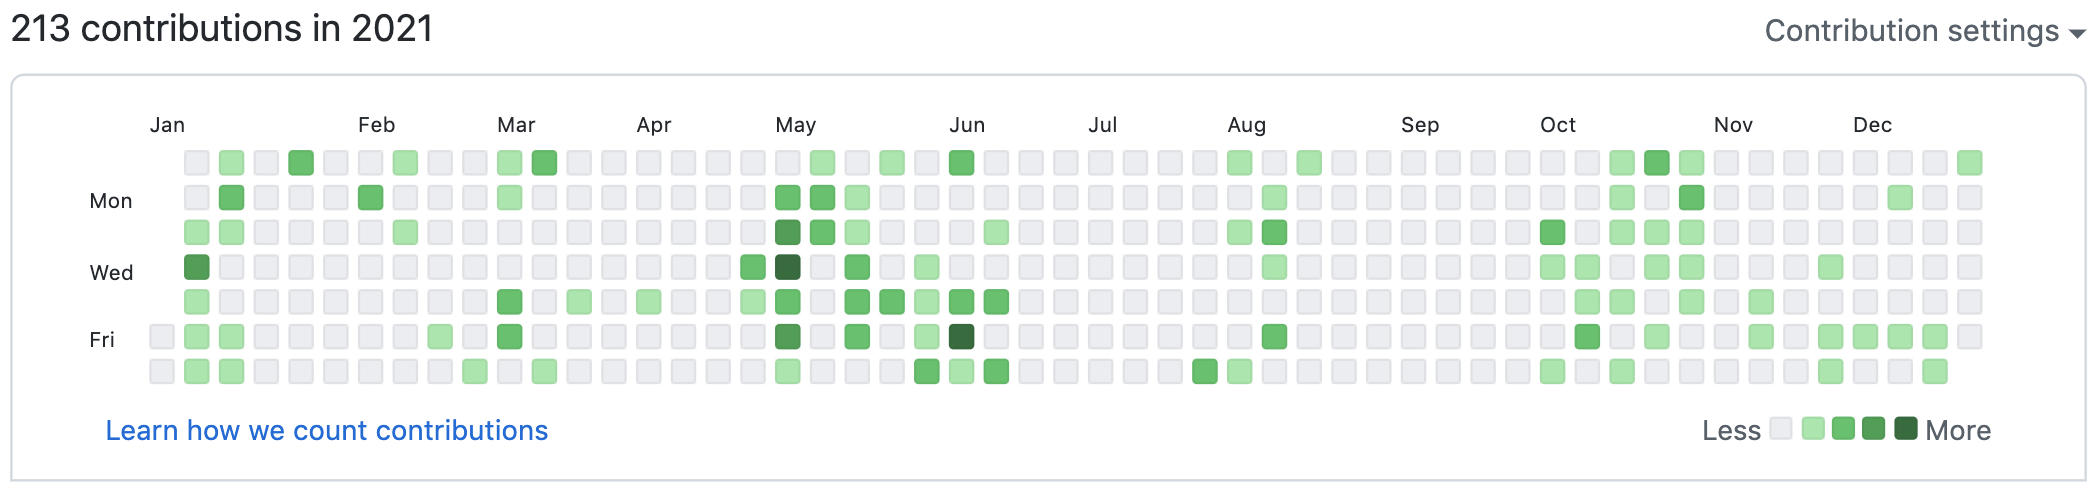 213 contributions in 2021
Contribution settings
Jan Feb Mar Apr May Jun Jul Aug Sep Oct Nov Dec
Mon
Wed
Fri
Learn how we count contributions
Less More